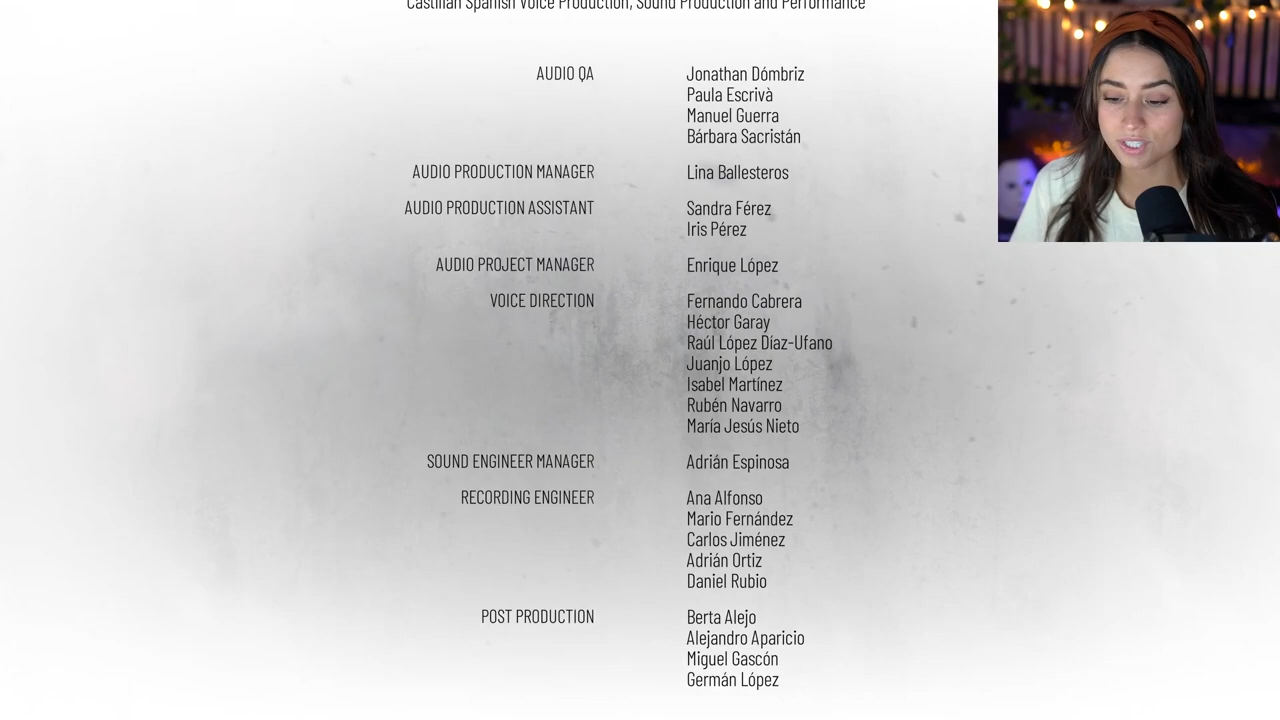 Castilian Spanish Voice Production, Sound Production and Performance
AUDIO QA Jonathan Dómbriz
Paula Escrivà
Manuel Guerra
Bárbara Sacristán
AUDIO PRODUCTION MANAGER Lina Ballesteros
AUDIO PRODUCTION ASSISTANT Sandra Férez
Iris Pérez
AUDIO PROJECT MANAGER Enrique López
VOICE DIRECTION Fernando Cabrera
Héctor Garay
Raúl López Díaz-Ufano
Juanjo López
Isabel Martínez
Rubén Navarro
María Jesús Nieto
SOUND ENGINEER MANAGER Adrián Espinosa
RECORDING ENGINEER Ana Alfonso
Mario Fernández
Carlos Jiménez
Adrián Ortiz
Daniel Rubio
POST PRODUCTION Berta Alejo
Alejandro Aparicio
Miguel Gascón
Germán López